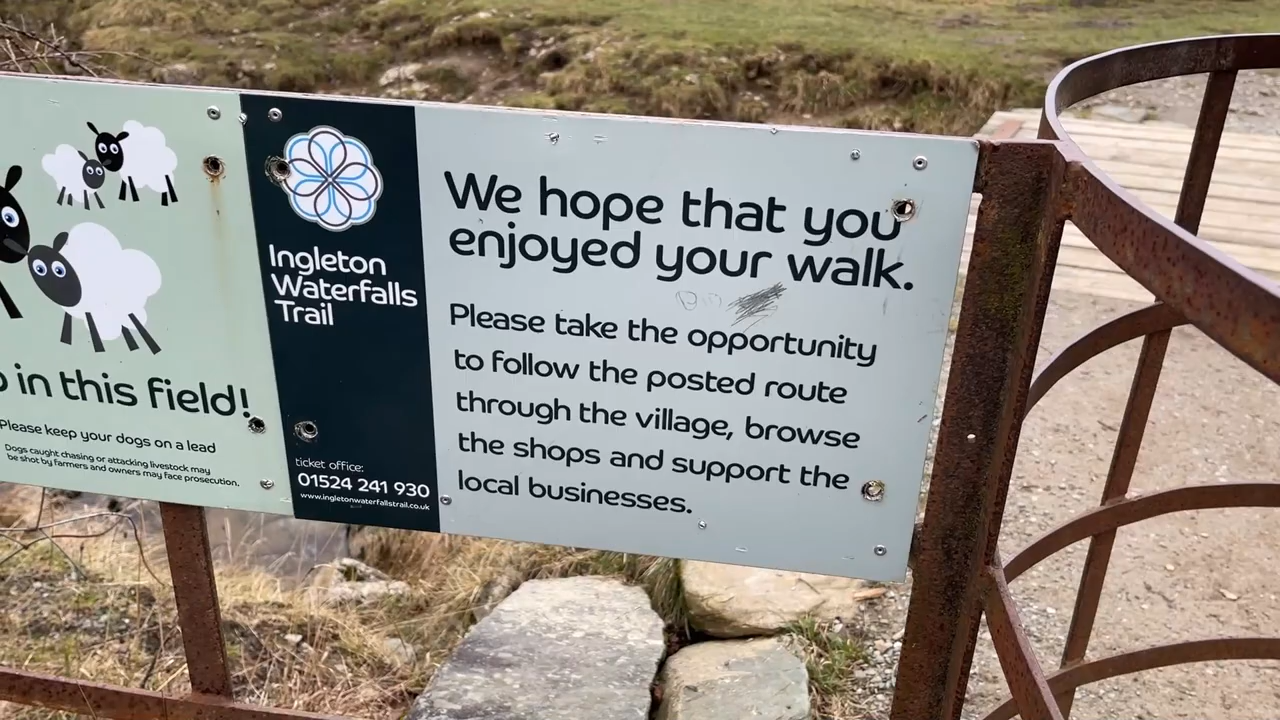 in this field!
Please keep your dogs on a lead
Dogs caught chasing or attacking livestock may
be shot by farmers and owners may face prosecution.
Ingleton
Waterfalls
Trail
ticket office:
01524 241 930
www.ingletonwaterfallstrail.co.uk
We hope that you
enjoyed your walk.
Please take the opportunity
to follow the posted route
through the village, browse
the shops and support the
local businesses.